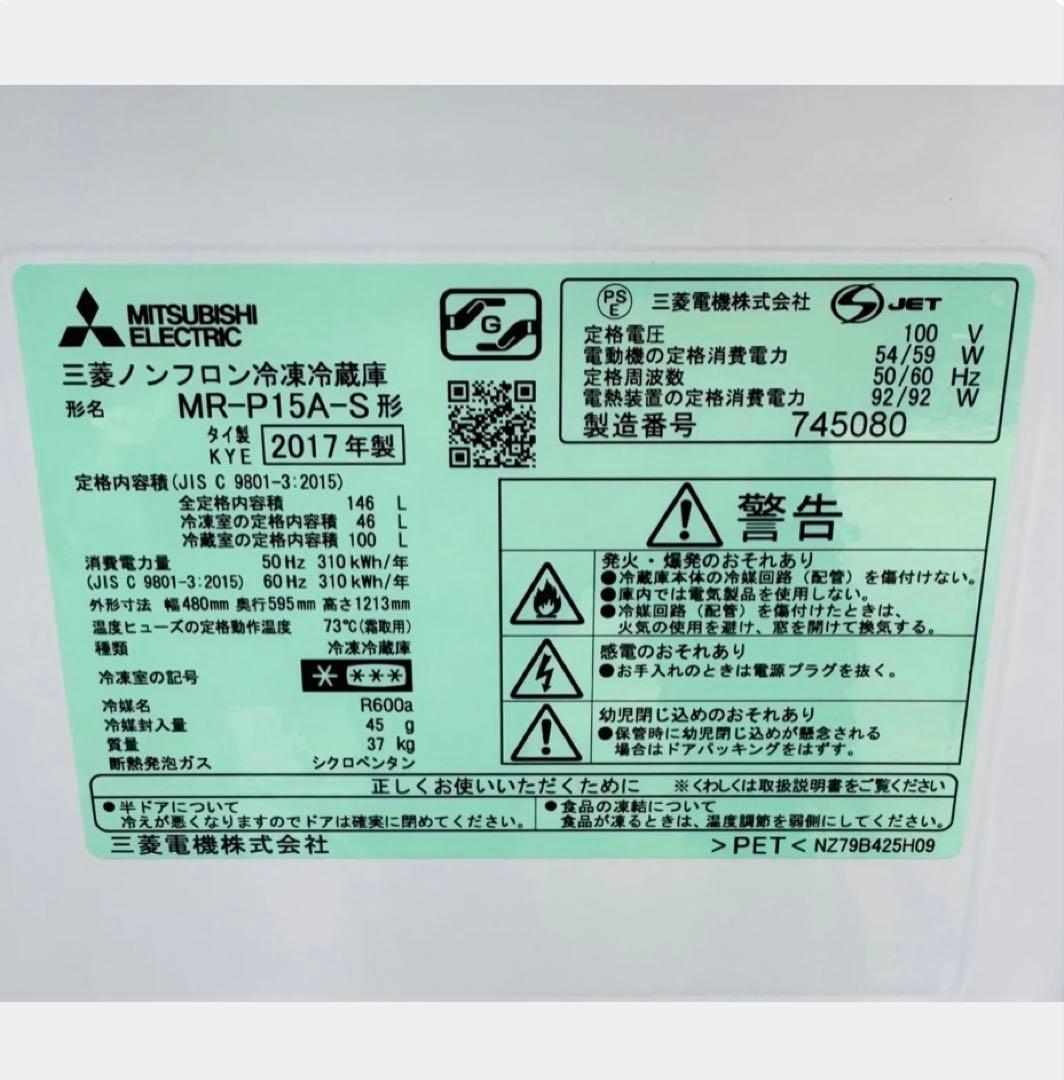 MITSUBISHI
ELECTRIC
三菱ノンフロン冷凍冷蔵庫
形名 MR-P15A-S 形
タイ製
KYE 2017年製
定格内容積(JIS C 9801-3:2015)
全定格内容積 146 L
冷凍室の定格内容積 46 L
冷蔵室の定格内容積 100 L
消費電力量 50Hz 310kWh/年
(JIS C 9801-3:2015) 60Hz 310kWh/年
外形寸法 幅480mm 奥行595mm 高さ1213mm
温度ヒューズの定格動作温度 73℃(霜取用)
種類 冷凍冷蔵庫
冷凍室の記号 * ***
冷媒名 R600a
冷媒封入量 45 g
質量 37 kg
断熱発泡ガス シクロペンタン
G
PS
E
三菱電機株式会社 S JET
定格電圧 100 V
電動機の定格消費電力 54/59 W
定格周波数 50/60 Hz
電熱装置の定格消費電力 92/92 W
製造番号 745080
警告
発火・爆発のおそれあり
●冷蔵庫本体の冷媒回路(配管)を傷付けない。
●庫内では電気製品を使用しない。
●冷媒回路(配管)を傷付けたときは、
火気の使用を避け、窓を開けて換気する。
感電のおそれあり
●お手入れのときは電源プラグを抜く。
幼児閉じ込めのおそれあり
●保管時に幼児閉じ込めが懸念される
場合はドアパッキングをはずす。
正しくお使いいただくために ※くわしくは取扱説明書をご覧ください
●半ドアについて
冷えが悪くなりますのでドアは確実に閉めてください。
●食品の凍結について
食品が凍るときは、温度調節を弱側にしてください。
三菱電機株式会社
>PET< NZ79B425H09